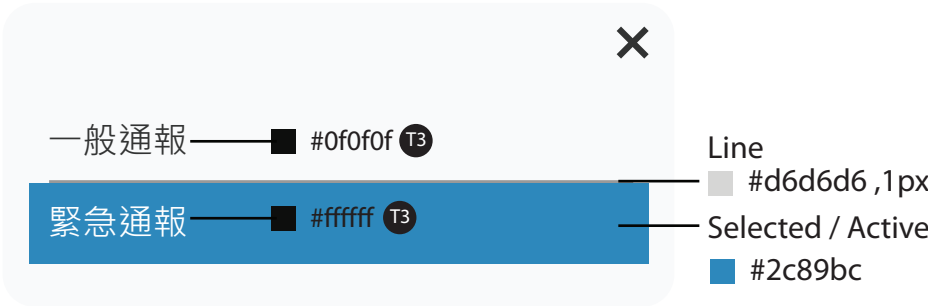 一般通報 #0f0f0f T3
Line
#d6d6d6 ,1px
緊急通報 #ffffff T3
Selected / Active
#2c89bc